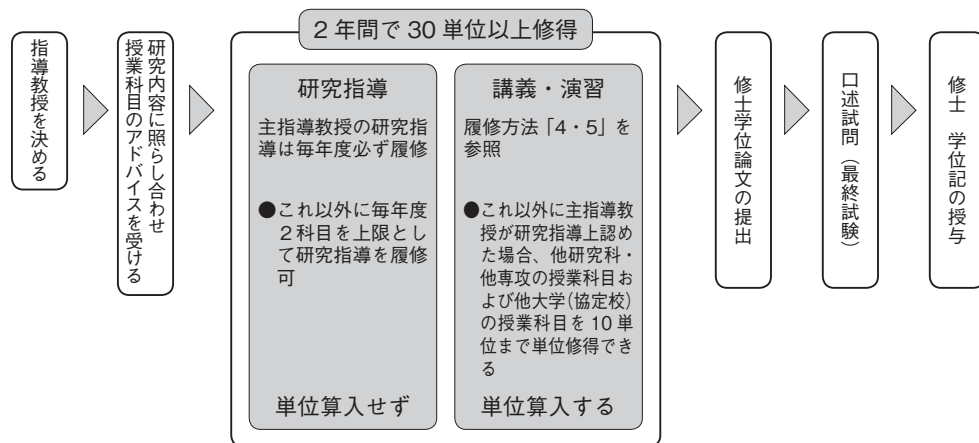 指導教授を決める
研究内容に照らし合わせ
授業科目のアドバイスを受ける
2年間で30単位以上修得
研究指導
主指導教授の研究指
導は毎年度必ず履修
●これ以外に毎年度
2科目を上限とし
て研究指導を履修
可
単位算入せず
講義・演習
履修方法「4・5」を
参照
●これ以外に主指導教
授が研究指導上認め
た場合、他研究科・
他専攻の授業科目お
よび他大学(協定校)
の授業科目を10単
位まで単位修得でき
る
単位算入する
修士学位論文の提出
口述試問(最終試験)
修士 学位記の授与